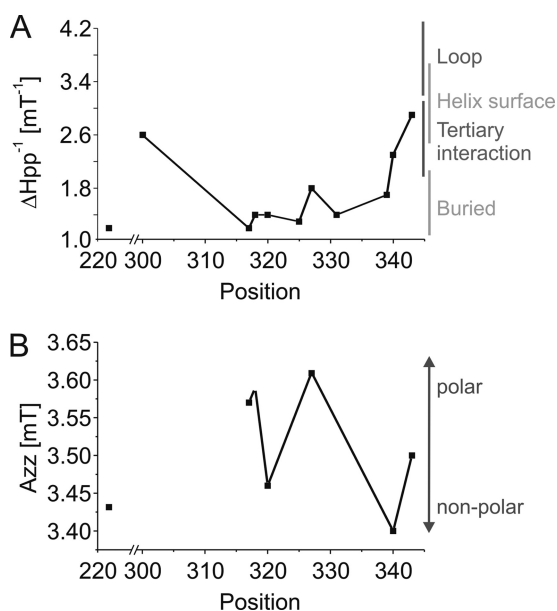 A
ΔHpp⁻¹ [mT⁻¹]
4.2
3.4
2.6
1.8
1.0
220 300 310 320 330 340
Position
Loop
Helix surface
Tertiary
interaction
Buried
B
Azz [mT]
3.65
3.60
3.55
3.50
3.45
3.40
220 300 310 320 330 340
Position
polar
non-polar